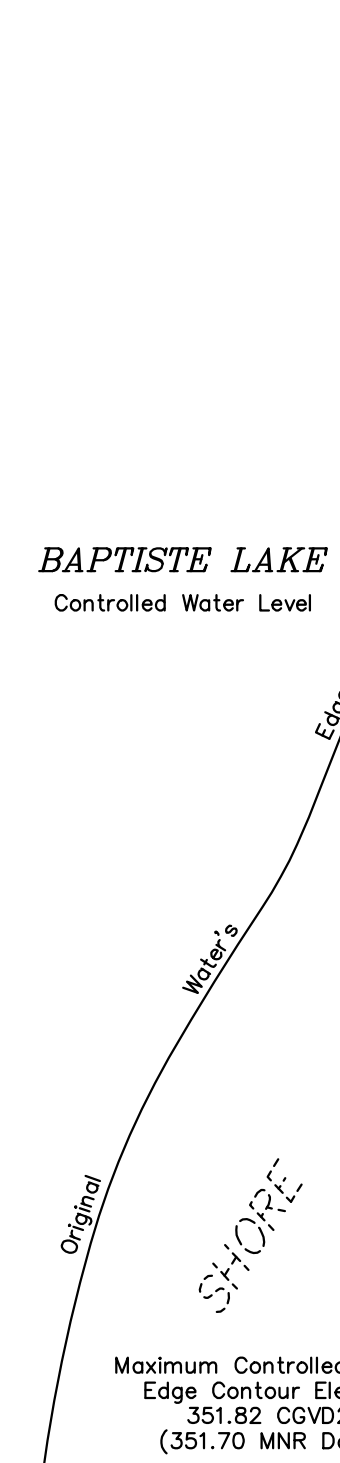 BAPTISTE LAKE
Controlled Water Level
Original Water's
SHORE
Maximum Controlled
Edge Contour
351.82
(351.70 MNR